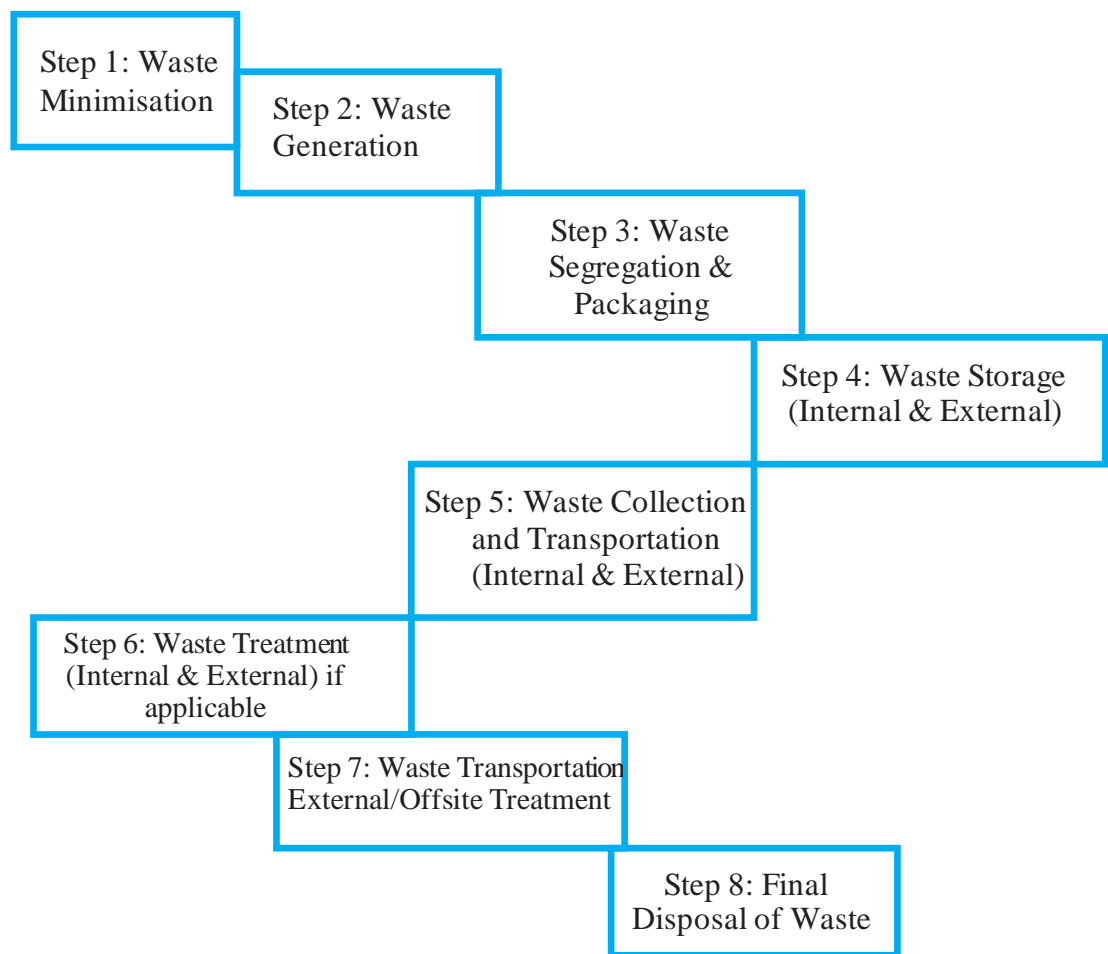 Step 1: Waste
Minimisation
Step 2: Waste
Generation
Step 3: Waste
Segregation &
Packaging
Step 4: Waste Storage
(Internal & External)
Step 5: Waste Collection
and Transportation
(Internal & External)
Step 6: Waste Treatment
(Internal & External) if
applicable
Step 7: Waste Transportation
External/Offsite Treatment
Step 8: Final
Disposal of Waste